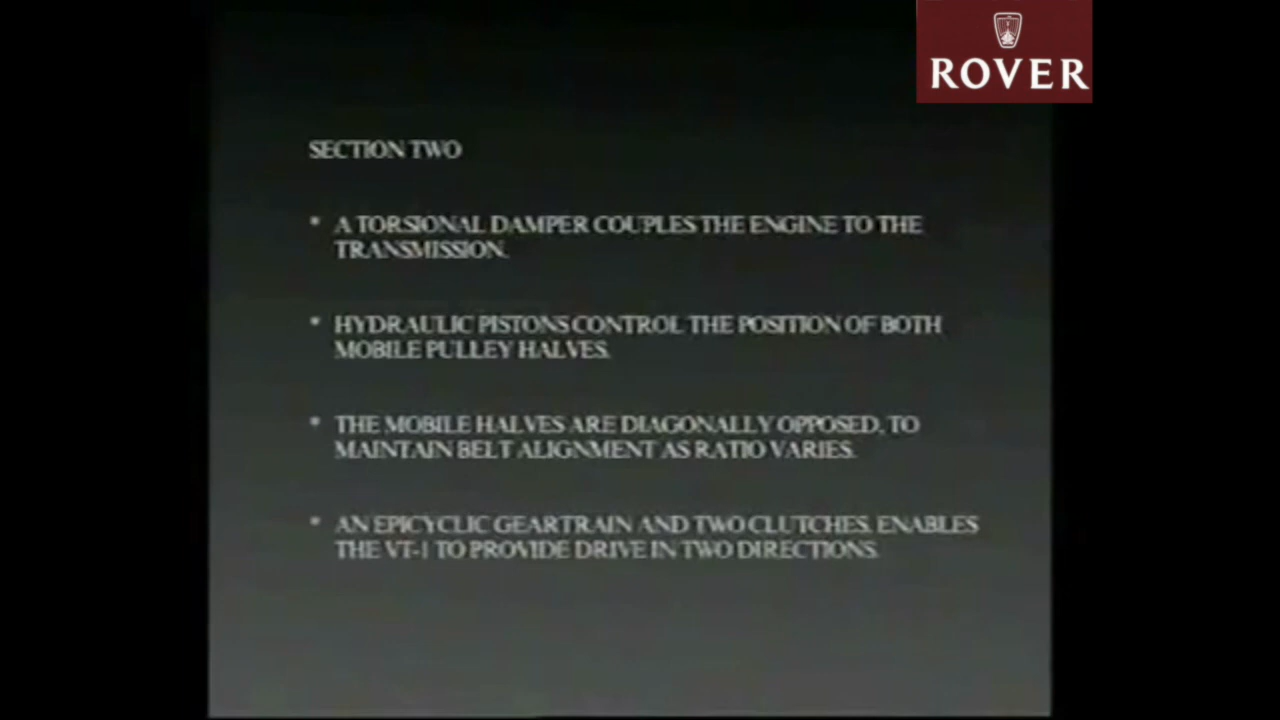 ROVER
SECTION TWO
* A TORSIONAL DAMPER COUPLES THE ENGINE TO THE
TRANSMISSION.
* HYDRAULIC PISTONS CONTROL THE POSITION OF BOTH
MOBILE PULLEY HALVES.
* THE MOBILE HALVES ARE DIAGONALLY OPPOSED, TO
MAINTAIN BELT ALIGNMENT AS RATIO VARIES.
* AN EPICYCLIC GEARTRAIN AND TWO CLUTCHES, ENABLES
THE VT-1 TO PROVIDE DRIVE IN TWO DIRECTIONS.